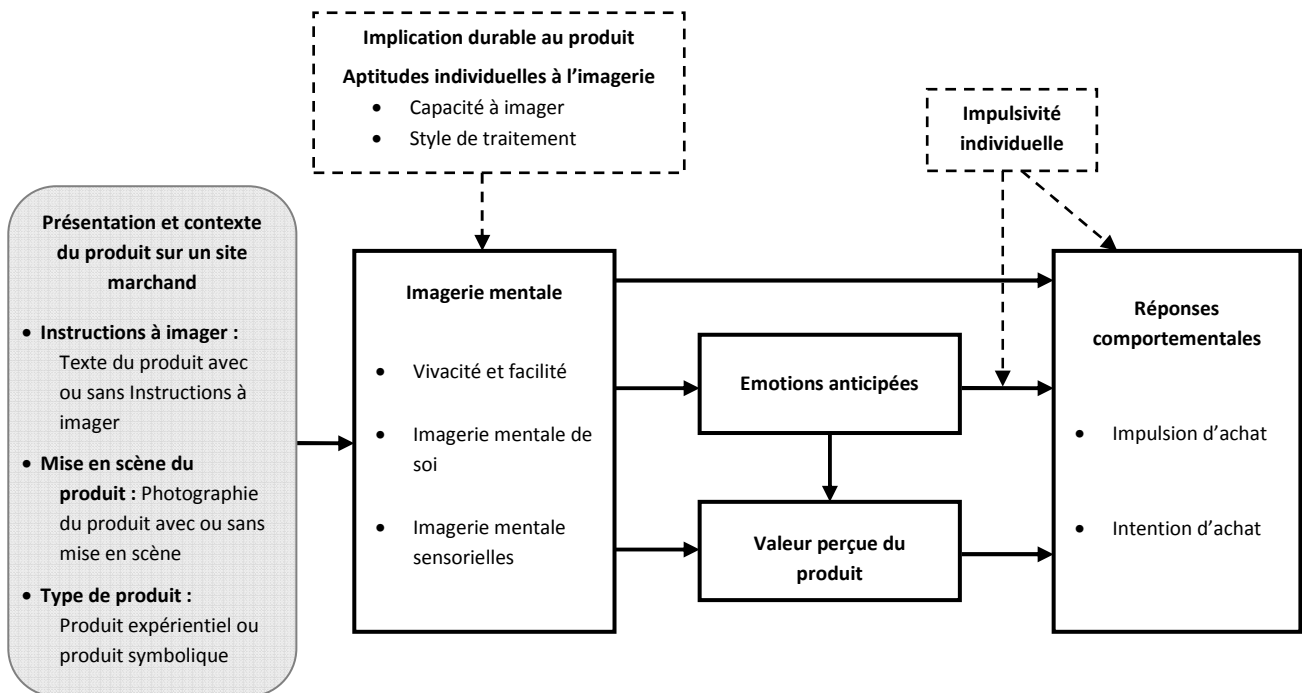 Implication durable au produit
Aptitudes individuelles à l’imagerie
• Capacité à imager
• Style de traitement
Impulsivité
individuelle
Présentation et contexte
du produit sur un site
marchand
• Instructions à imager :
Texte du produit avec
ou sans Instructions à
imager
• Mise en scène du
produit : Photographie
du produit avec ou sans
mise en scène
• Type de produit :
Produit expérientiel ou
produit symbolique
Imagerie mentale
• Vivacité et facilité
• Imagerie mentale de
soi
• Imagerie mentale
sensorielles
Emotions anticipées
Valeur perçue du
produit
Réponses
comportementales
• Impulsion d’achat
• Intention d’achat